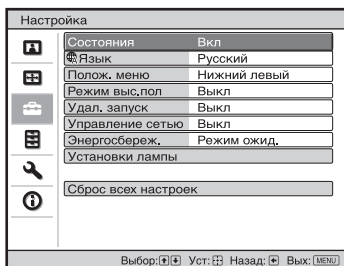 Настройка
Состояния Вкл
Язык Русский
Полож. меню Нижний левый
Режим выс.пол Выкл
Удал. запуск Выкл
Управление сетью Выкл
Энергосбереж. Режим ожид.
Установки лампы
Сброс всех настроек
Выбор: Уст: Назад: Вых: MENU